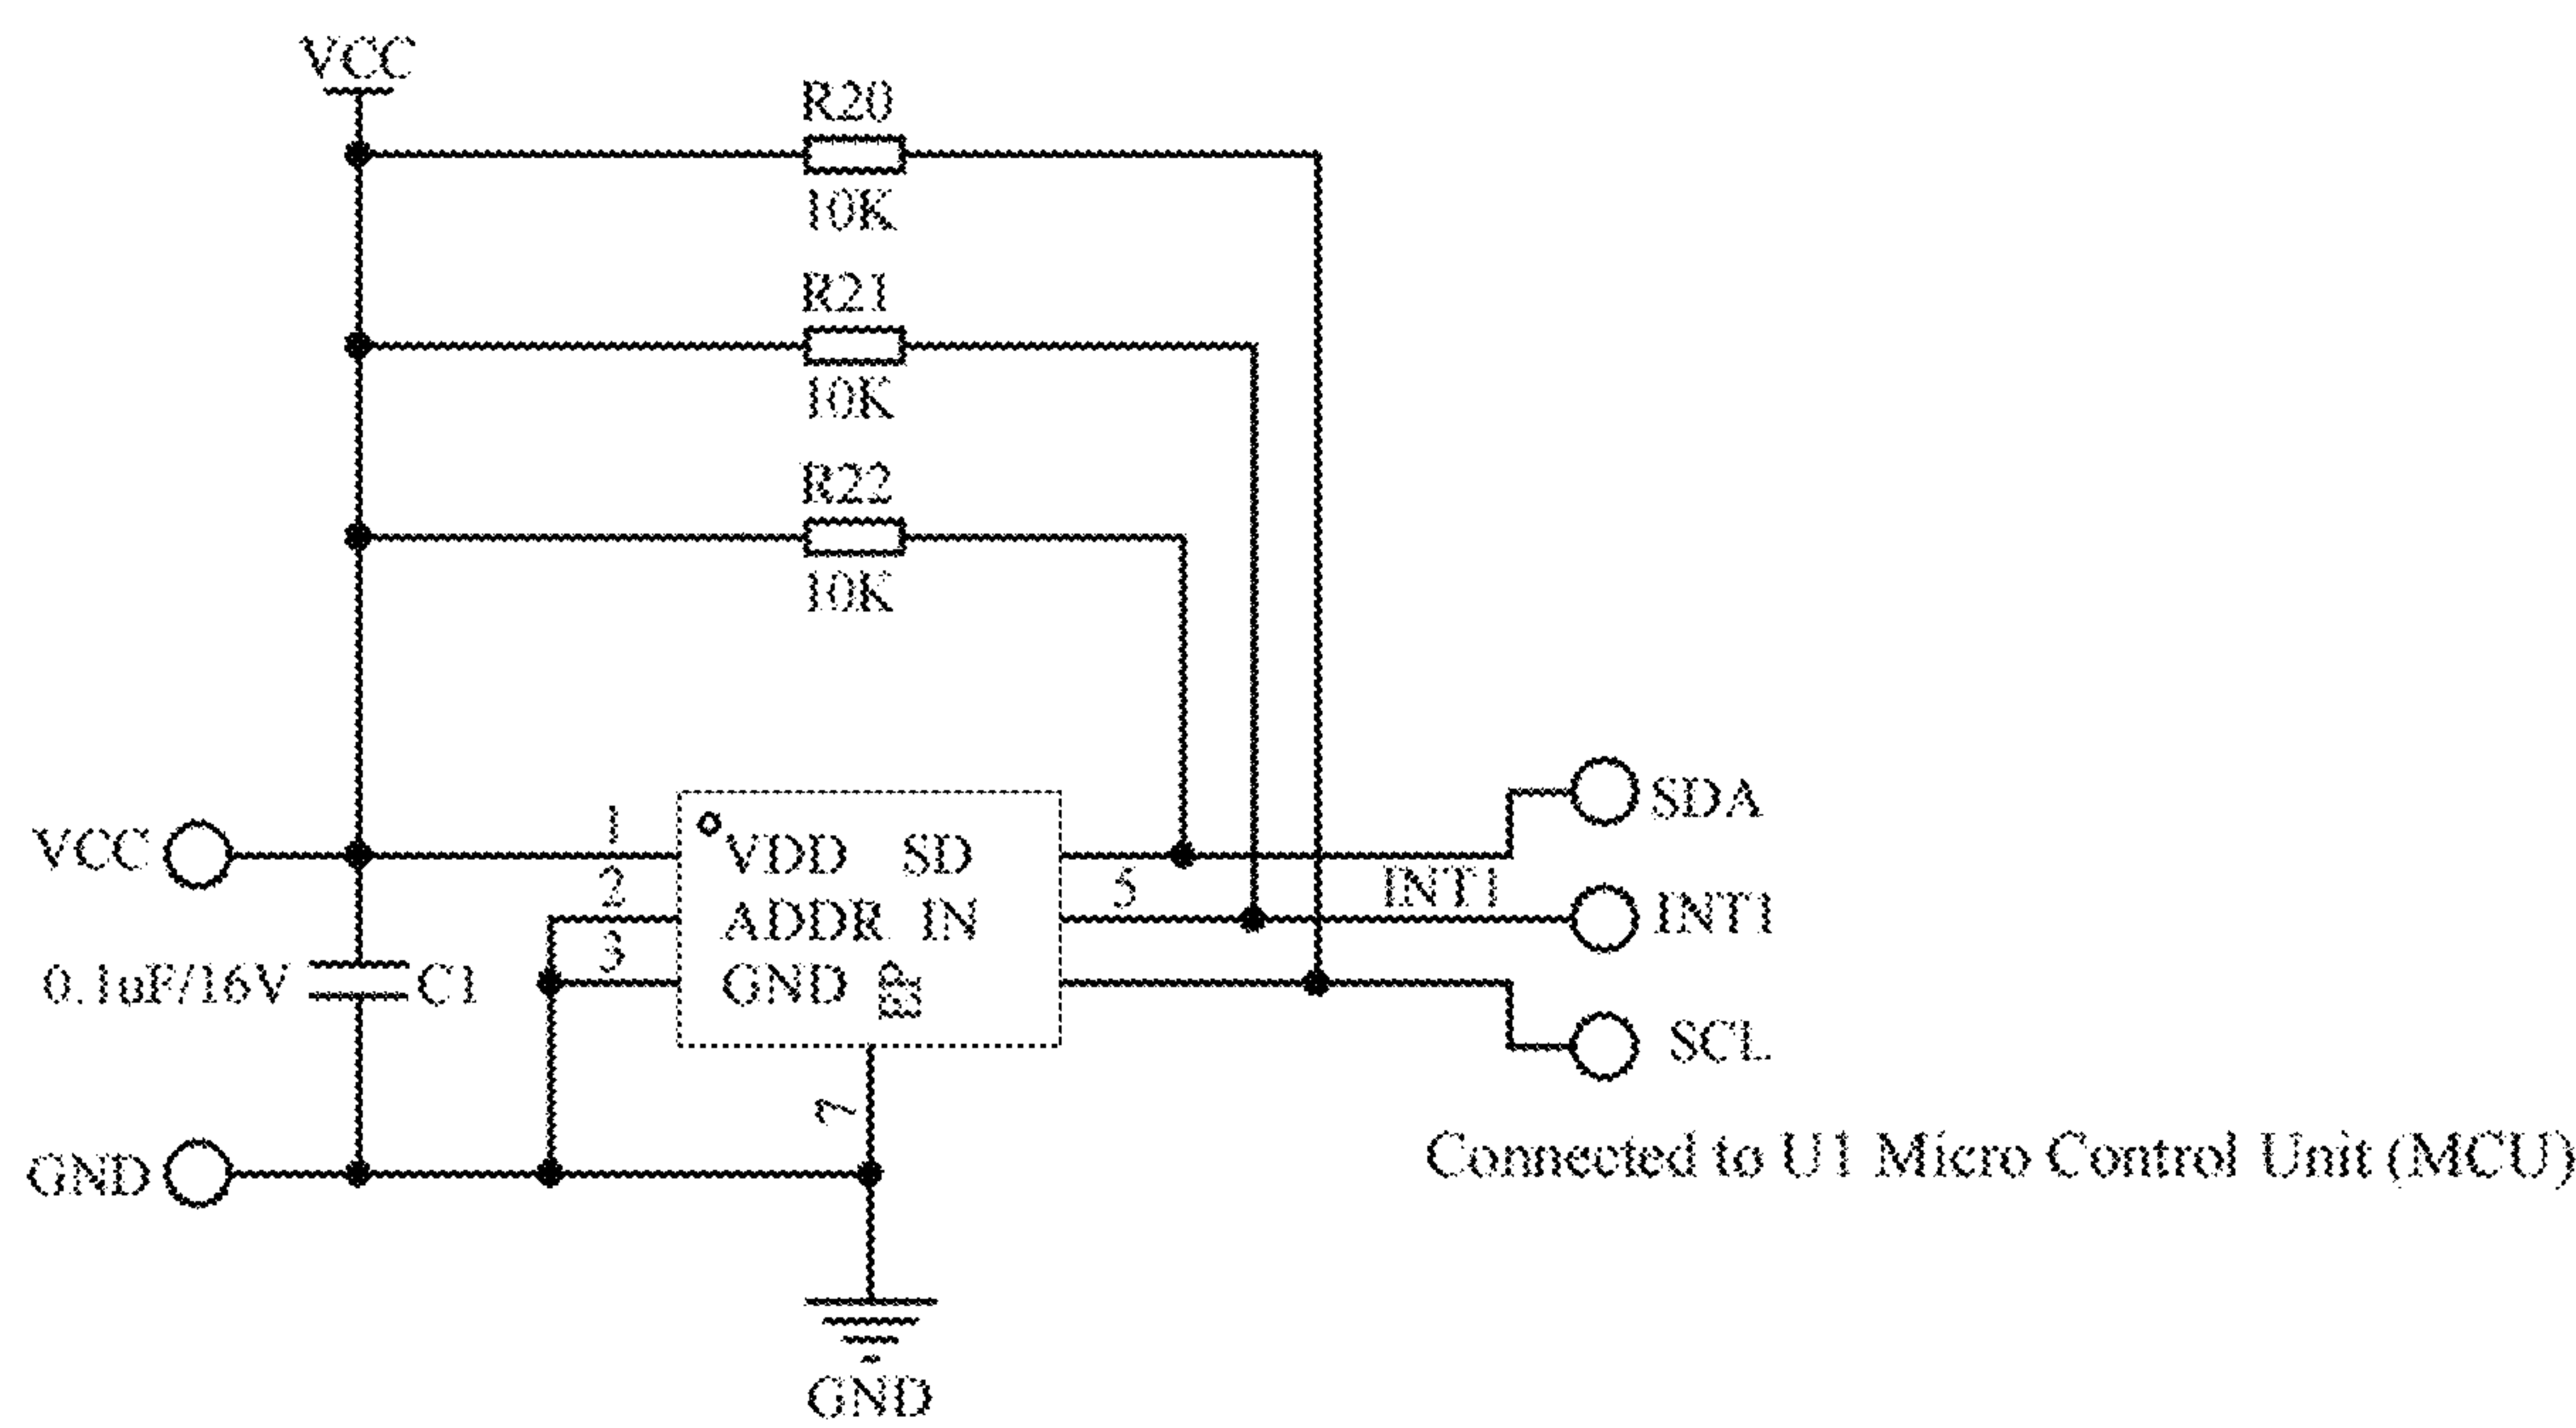 VCC
R20
10K
R21
10K
R22
10K
SDA
VCC
1
VDD SD
2
5
INT1
ADDR IN
INT1
3
0.1uF/16V
C1
GND
EP
SCL
7
GND
Connected to U1 Micro Control Unit (MCU)
GND